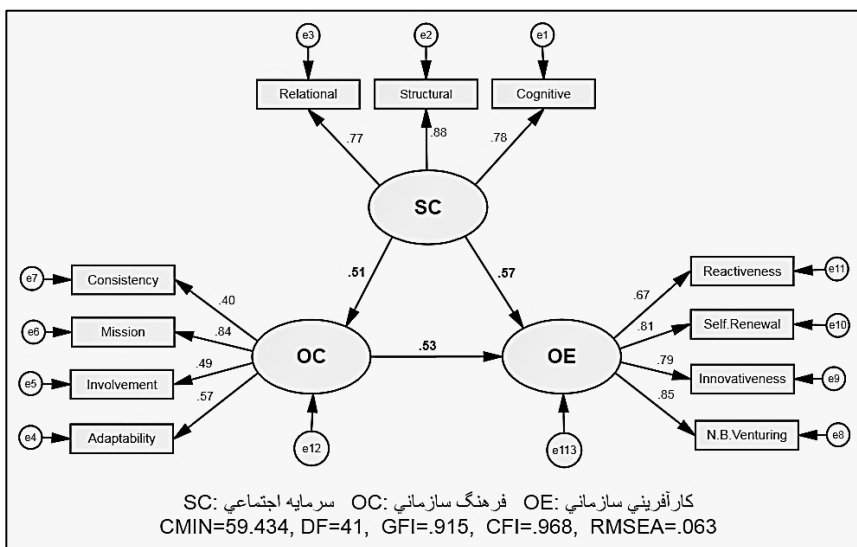 e3
e2
e1
Relational
Structural
Cognitive
.77
.88
.78
SC
.51
.57
e7
Consistency
.40
e6
Mission
.84
e5
Involvement
.49
e4
Adaptability
.57
OC
.53
OE
e12
e113
Reactiveness
e11
.67
Self.Renewal
e10
.81
Innovativeness
e9
.79
N.B.Venturing
e8
.85
SC: سرمايه اجتماعي OC: فرهنگ سازماني OE: كارآفريني سازماني
CMIN=59.434, DF=41, GFI=.915, CFI=.968, RMSEA=.063